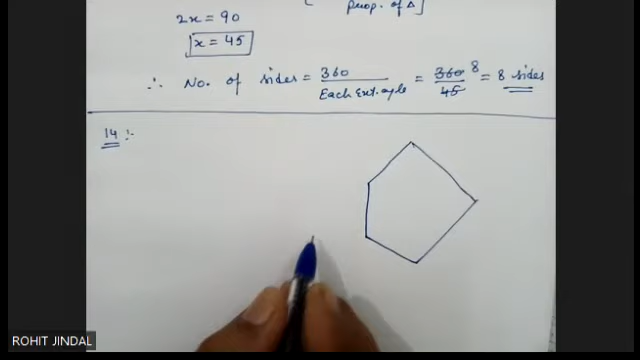 2x = 90
prop. of Δ]
x = 45
∴ No. of sides = 360 / Each Ext. angle = 360 / 45 8 = 8 sides
14 :-
ROHIT JINDAL